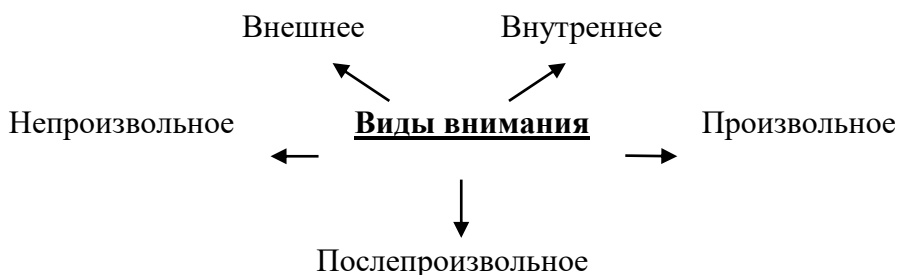 Внешнее Внутреннее
Непроизвольное Виды внимания Произвольное
Послепроизвольное